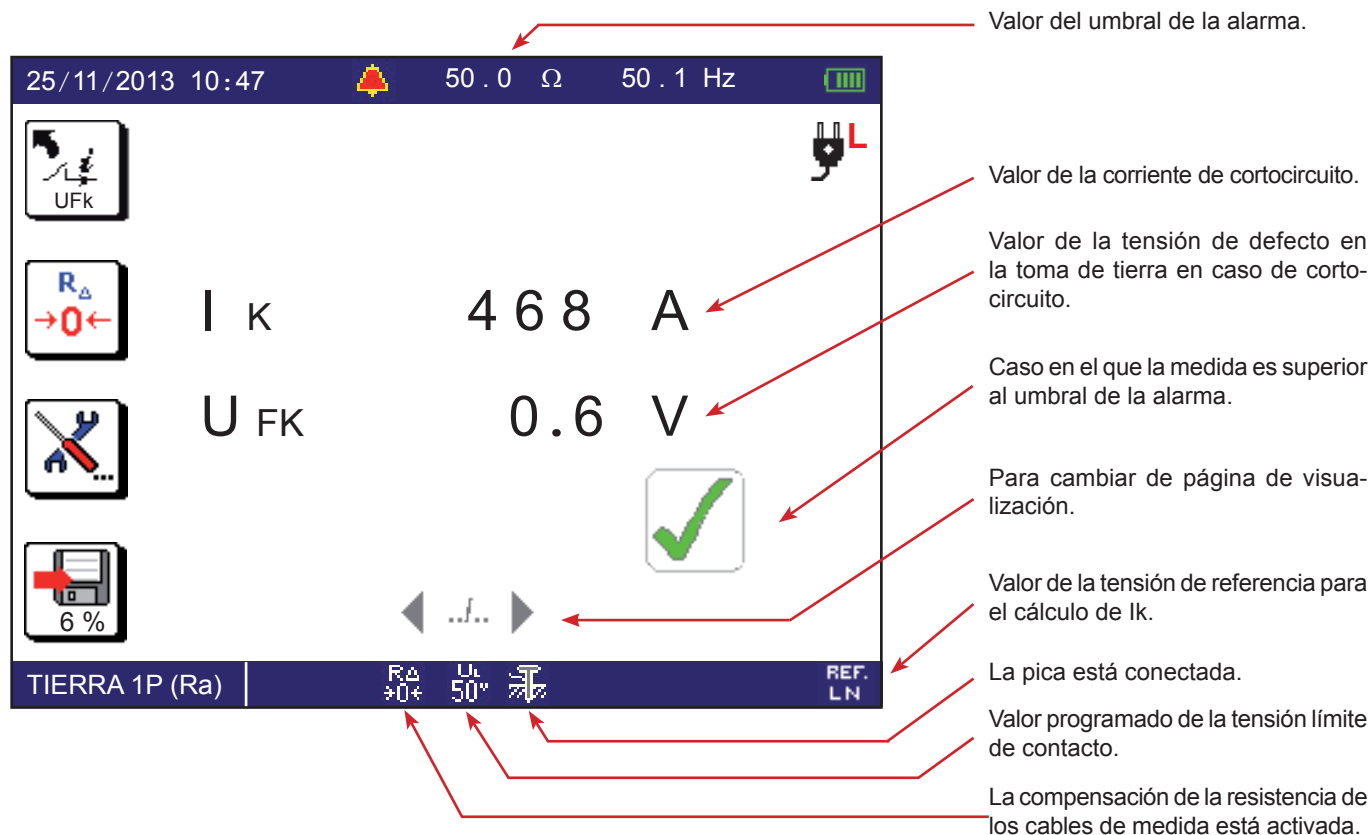 Valor del umbral de la alarma.
25/11/2013 10:47 50.0 Ω 50.1 Hz
L
UFk
Valor de la corriente de cortocircuito.
Valor de la tensión de defecto en
la toma de tierra en caso de corto-
circuito.
R△
→0←
I K 468 A
Caso en el que la medida es superior
al umbral de la alarma.
U FK 0.6 V
...
Para cambiar de página de visua-
lización.
6 %
../..
Valor de la tensión de referencia para
el cálculo de Ik.
TIERRA 1P (Ra)
R△
→0←
UL
50V
REF.
LN
La pica está conectada.
Valor programado de la tensión límite
de contacto.
La compensación de la resistencia de
los cables de medida está activada.